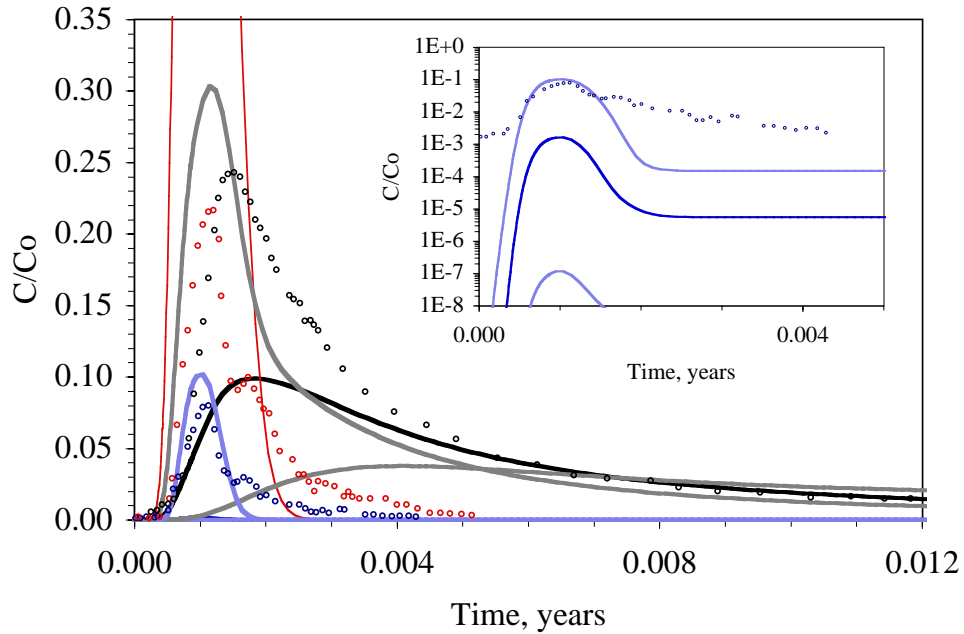 0.35
0.30
0.25
0.20
0.15
0.10
0.05
0.00
C/Co
0.000
0.004
0.008
0.012
Time, years
1E+0
1E-1
1E-2
1E-3
1E-4
1E-5
1E-6
1E-7
1E-8
C/Co
0.000
0.004
Time, years